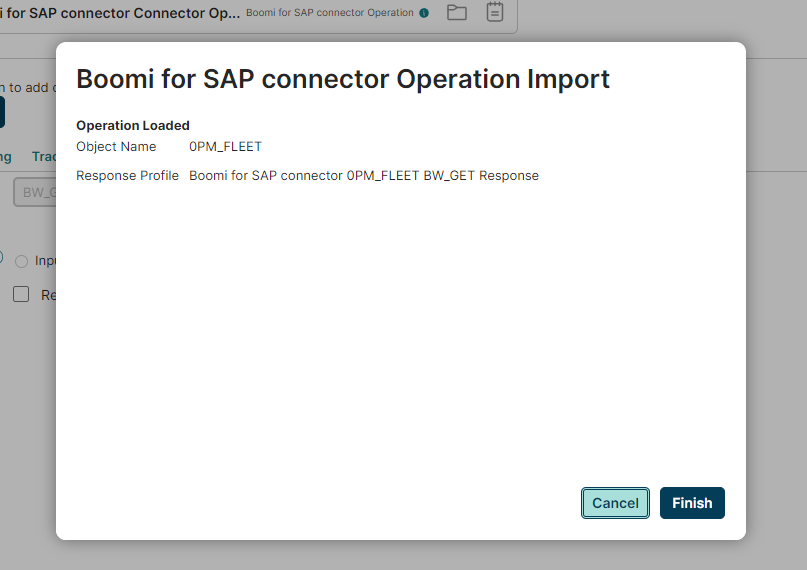 i for SAP connector Connector Op... Boomi for SAP connector Operation
n to add
Boomi for SAP connector Operation Import
Operation Loaded
Object Name 0PM_FLEET
Response Profile Boomi for SAP connector 0PM_FLEET BW_GET Response
ng Trac
BW_G
Inpu
Re
Cancel Finish